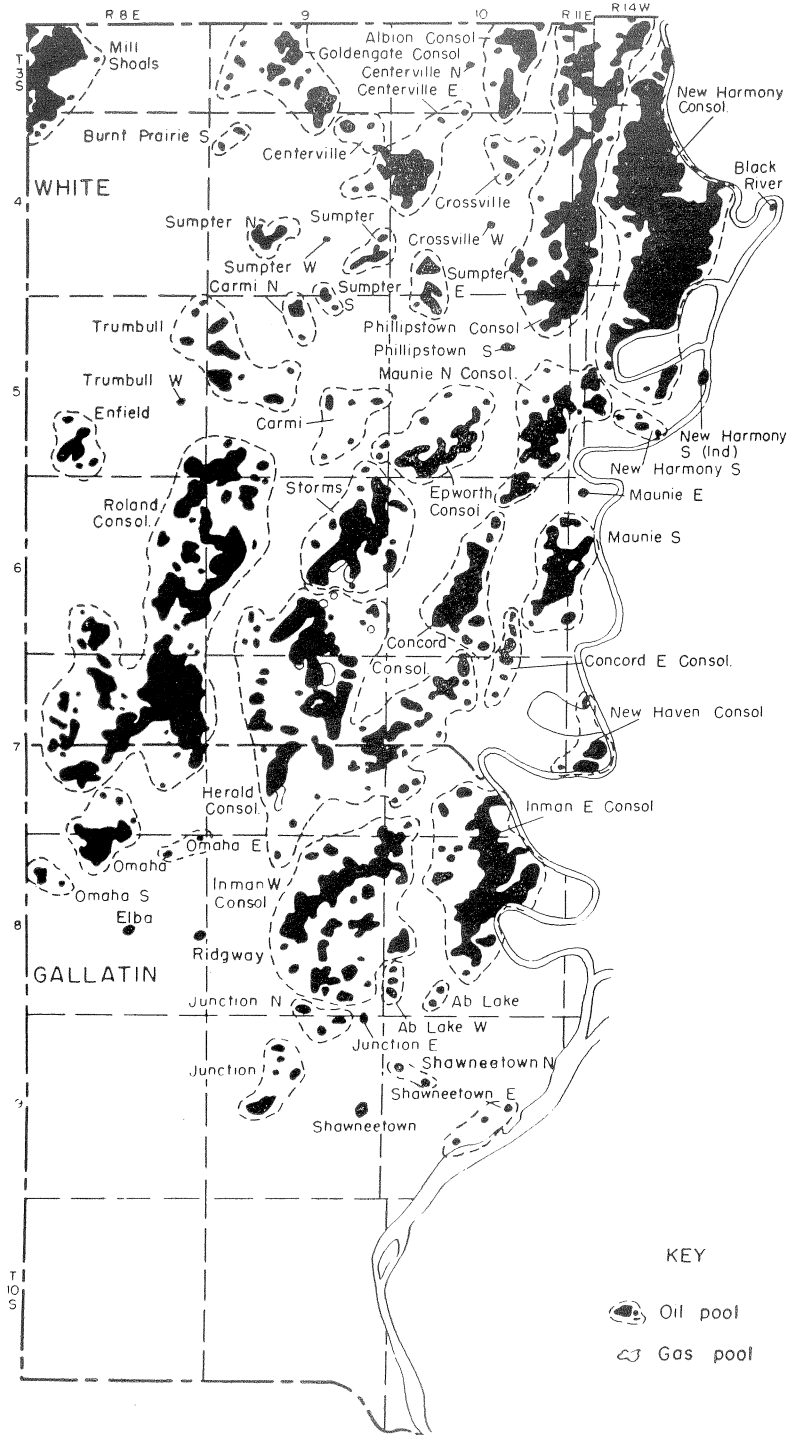 R 8 E
9
10
R 11 E
R 14 W
T
3
S
Mill
Shoals
Albion Consol
Goldengate Consol
Centerville N
Centerville E
New Harmony
Consol.
Burnt Prairie S
Centerville
WHITE
Black
River
4
Crossville
Sumpter N
Sumpter
Crossville W
Sumpter
W
Carmi N
Sumpter
S
Sumpter
E
Trumbull
Phillipstown Consol
Phillipstown S
Maunie N Consol.
Trumbull
W
5
Enfield
Carmi
New Harmony
S (Ind)
New Harmony S
Storms
Epworth
Consol
Maunie E
Roland
Consol.
Maunie S
6
Concord
Consol.
Concord E Consol.
New Haven Consol
7
Herald
Consol.
Inman E Consol
Omaha E
Omaha
Inman W
Consol
Omaha S
Elba
8
Ridgway
GALLATIN
Junction N
Ab Lake
Ab Lake W
Junction E
Junction
Shawneetown N
Shawneetown E
9
Shawneetown
T
10
S
KEY
Oil pool
Gas pool